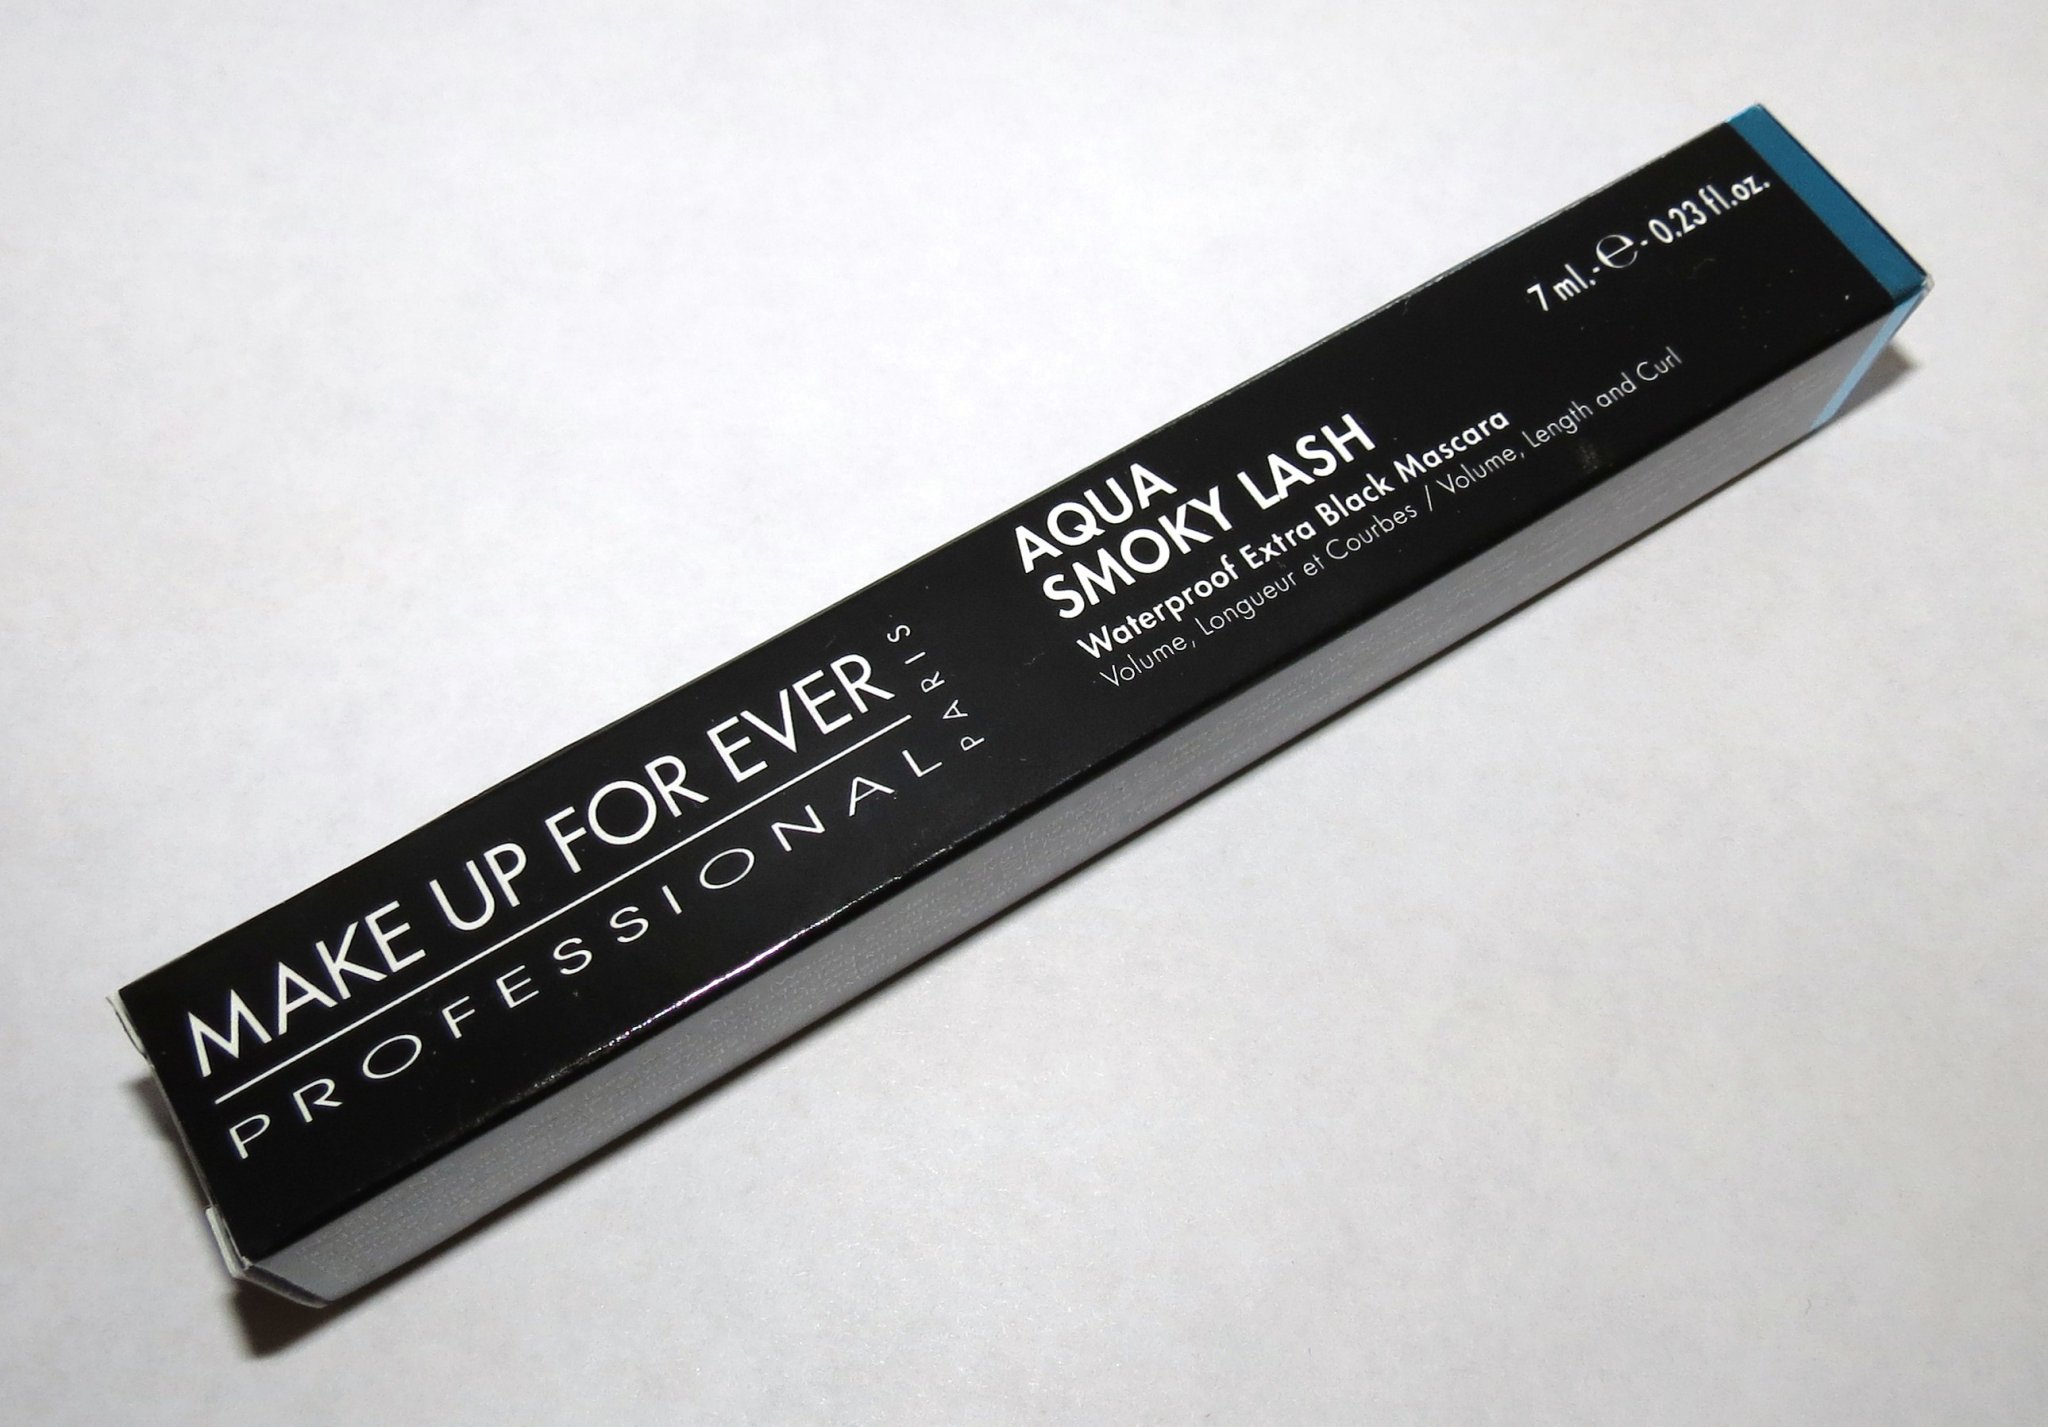 MAKE UP FOR EVER
PROFESSIONAL
PARIS
AQUA
SMOKY LASH
Waterproof Extra Black Mascara
Volume, Longueur et Courbes / Volume, Length and Curl
7 ml.-℮- 0.23 fl.oz.